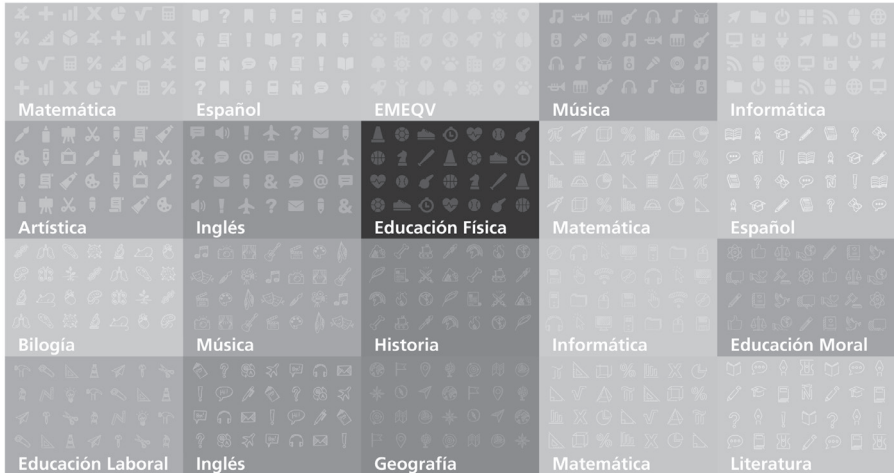 Matemática
Español
EMEQV
Música
Informática
Artística
Inglés
Educación Física
Matemática
Español
Bilogía
Música
Historia
Informática
Educación Moral
Educación Laboral
Inglés
Geografía
Matemática
Literatura